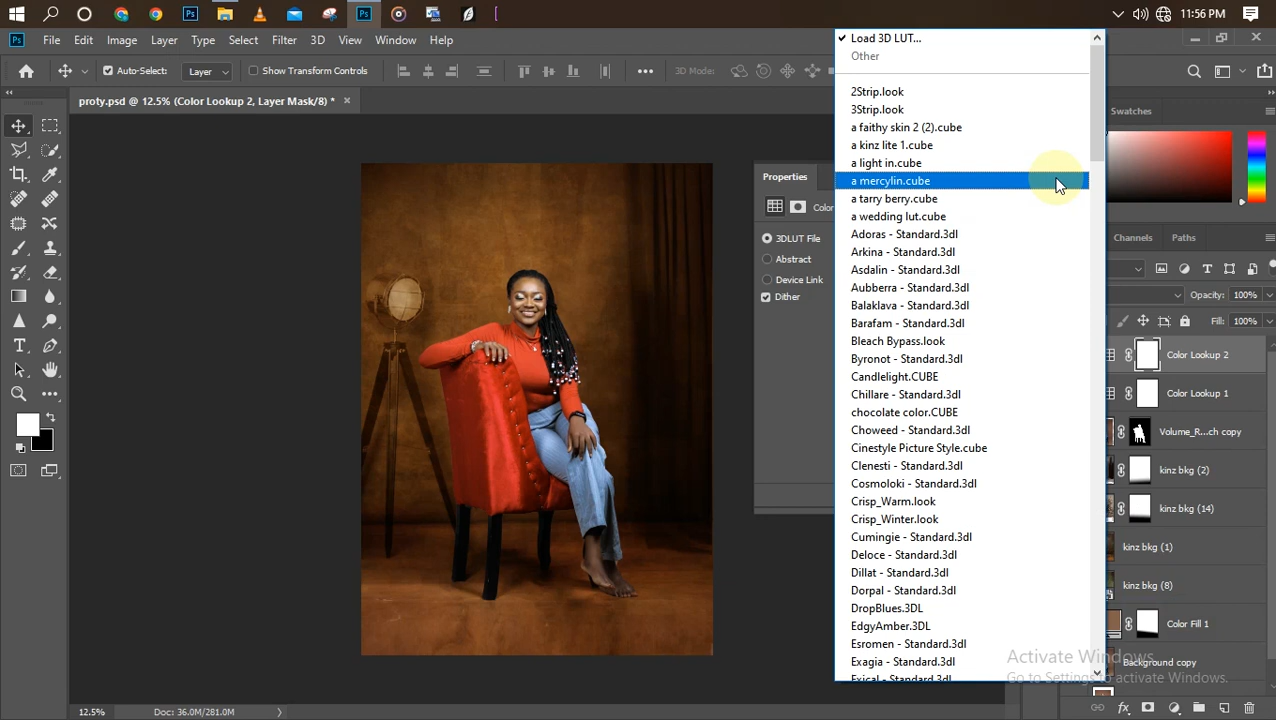 11:56 PM
File Edit Image Layer Type Select Filter 3D View Window Help
Auto-Select: Layer Show Transform Controls 3D Mode:
proty.psd @ 12.5% (Color Lookup 2, Layer Mask/8) *
Properties
3DLUT File
Abstract
Device Link
Dither
Load 3D LUT...
Other
2Strip.look
3Strip.look
a faithy skin 2 (2).cube
a kinz lite 1.cube
a light in.cube
a mercylin.cube
a tarry berry.cube
a wedding lut.cube
Adoras - Standard.3dl
Arkina - Standard.3dl
Asdalin - Standard.3dl
Aubberra - Standard.3dl
Balaklava - Standard.3dl
Barafam - Standard.3dl
Bleach Bypass.look
Byronot - Standard.3dl
Candlelight.CUBE
Chillare - Standard.3dl
chocolate color.CUBE
Choweed - Standard.3dl
Cinestyle Picture Style.cube
Clenesti - Standard.3dl
Cosmoloki - Standard.3dl
Crisp_Warm.look
Crisp_Winter.look
Cumingie - Standard.3dl
Deloce - Standard.3dl
Dillat - Standard.3dl
Dorpal - Standard.3dl
DropBlues.3DL
EdgyAmber.3DL
Esromen - Standard.3dl
Exagia - Standard.3dl
Swatches
Channels Paths
Opacity: 100%
Fill: 100%
Color Lookup 2
Color Lookup 1
Volume_R...ch copy
kinz bkg (2)
kinz bkg (14)
kinz bkg (1)
kinz bkg (8)
Color Fill 1
Background copy
Activate Windows
Go to Settings to activate Windows.
12.5% Doc: 36.0M/281.0M